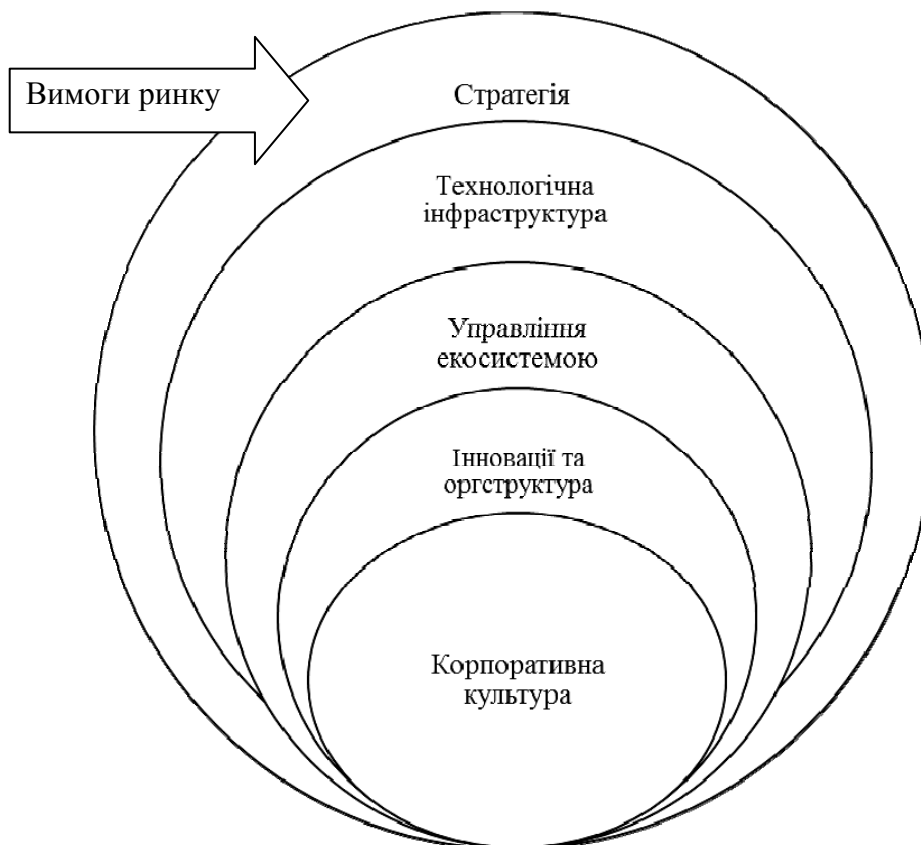 Вимоги ринку
Стратегія
Технологічна
інфраструктура
Управління
екосистемою
Інновації та
оргструктура
Корпоративна
культура